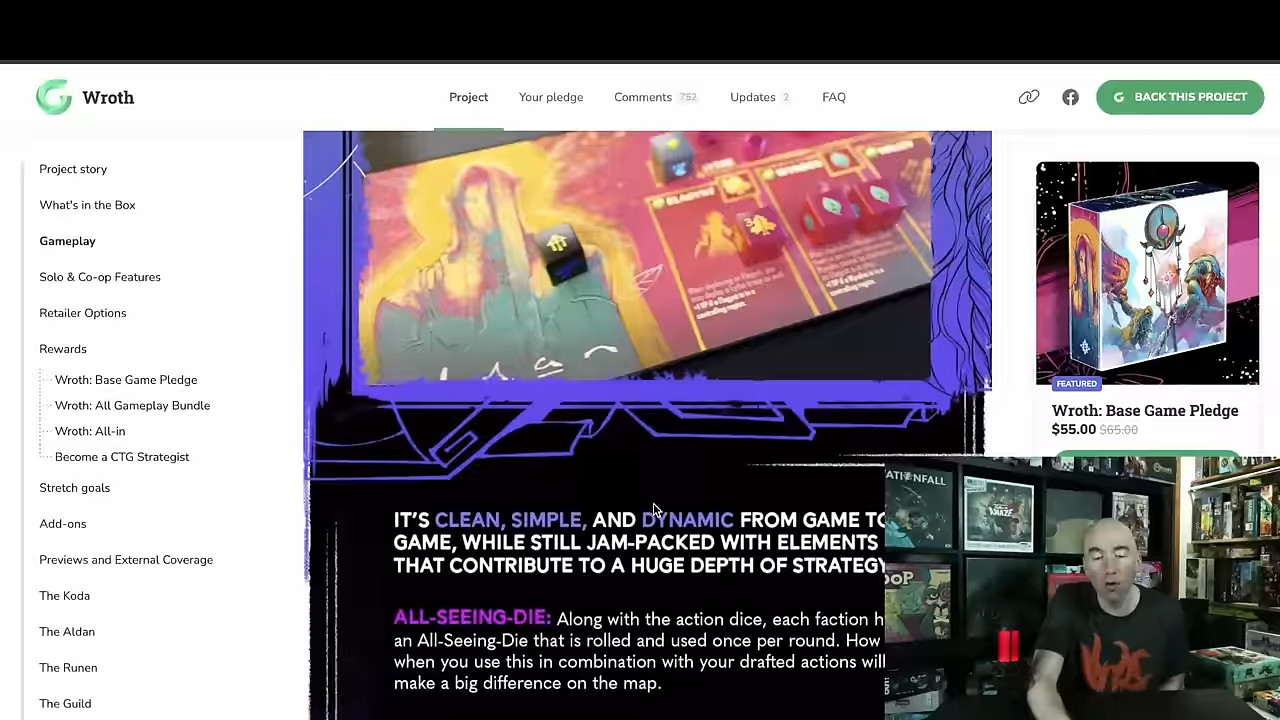 Wroth
Project
Your pledge
Comments 752
Updates 2
FAQ
BACK THIS PROJECT
Project story
What's in the Box
Gameplay
Solo & Co-op Features
Retailer Options
Rewards
Wroth: Base Game Pledge
Wroth: All Gameplay Bundle
Wroth: All-in
Become a CTG Strategist
Stretch goals
Add-ons
Previews and External Coverage
The Koda
The Aldan
The Runen
The Guild
IT'S CLEAN, SIMPLE, AND DYNAMIC FROM GAME TO
GAME, WHILE STILL JAM-PACKED WITH ELEMENTS
THAT CONTRIBUTE TO A HUGE DEPTH OF STRATEGY
ALL-SEEING-DIE: Along with the action dice, each faction h
an All-Seeing-Die that is rolled and used once per round. How
when you use this in combination with your drafted actions will
make a big difference on the map.
FEATURED
Wroth: Base Game Pledge
$55.00 $65.00